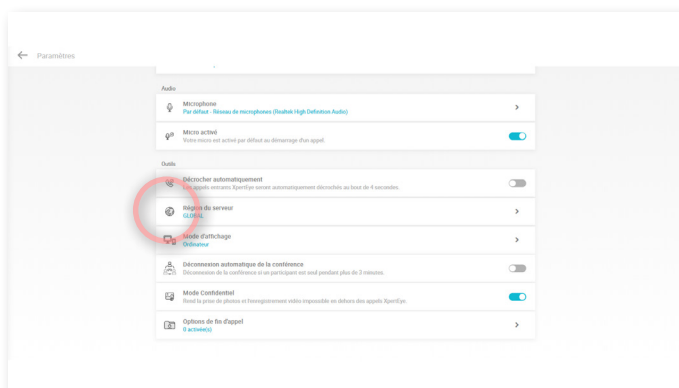 Paramètres
Audio
Microphone
Par défaut - Réseau de microphones (Realtek High Definition Audio)
Micro activé
Votre micro est activé par défaut au démarrage d'un appel.
Outils
Décrocher automatiquement
Les appels entrants XpertEye seront automatiquement décrochés au bout de 4 secondes.
Région du serveur
GLOBAL
Mode d'affichage
Ordinateur
Déconnexion automatique de la conférence
Déconnexion de la conférence si un participant est seul pendant plus de 3 minutes.
Mode Confidentiel
Rend la prise de photos et l'enregistrement vidéo impossible en dehors des appels XpertEye.
Options de fin d'appel
0 activée(s)